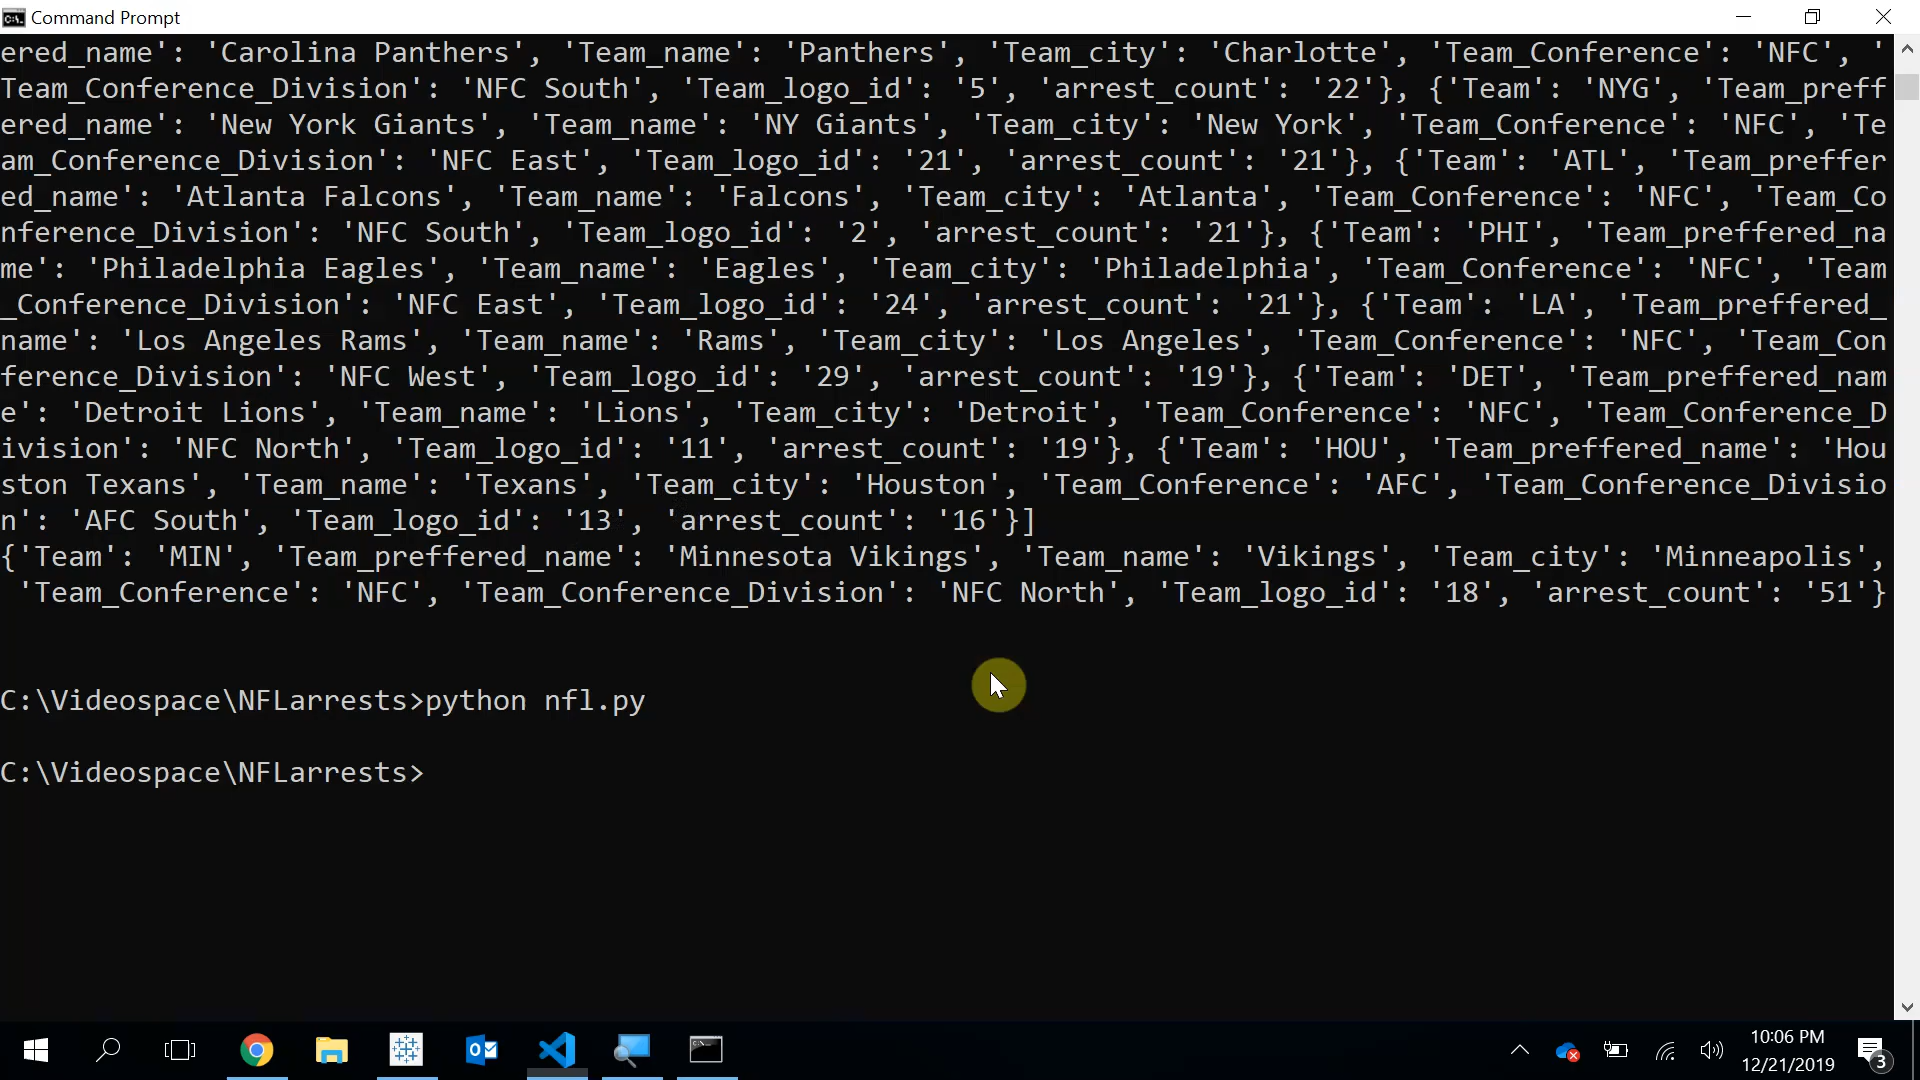 Command Prompt
ered_name': 'Carolina Panthers', 'Team_name': 'Panthers', 'Team_city': 'Charlotte', 'Team_Conference': 'NFC', '
Team_Conference_Division': 'NFC South', 'Team_logo_id': '5', 'arrest_count': '22'}, {'Team': 'NYG', 'Team_preff
ered_name': 'New York Giants', 'Team_name': 'NY Giants', 'Team_city': 'New York', 'Team_Conference': 'NFC', 'Te
am_Conference_Division': 'NFC East', 'Team_logo_id': '21', 'arrest_count': '21'}, {'Team': 'ATL', 'Team_preffer
ed_name': 'Atlanta Falcons', 'Team_name': 'Falcons', 'Team_city': 'Atlanta', 'Team_Conference': 'NFC', 'Team_Co
nference_Division': 'NFC South', 'Team_logo_id': '2', 'arrest_count': '21'}, {'Team': 'PHI', 'Team_preffered_na
me': 'Philadelphia Eagles', 'Team_name': 'Eagles', 'Team_city': 'Philadelphia', 'Team_Conference': 'NFC', 'Team
_Conference_Division': 'NFC East', 'Team_logo_id': '24', 'arrest_count': '21'}, {'Team': 'LA', 'Team_preffered_
name': 'Los Angeles Rams', 'Team_name': 'Rams', 'Team_city': 'Los Angeles', 'Team_Conference': 'NFC', 'Team_Con
ference_Division': 'NFC West', 'Team_logo_id': '29', 'arrest_count': '19'}, {'Team': 'DET', 'Team_preffered_nam
e': 'Detroit Lions', 'Team_name': 'Lions', 'Team_city': 'Detroit', 'Team_Conference': 'NFC', 'Team_Conference_D
ivision': 'NFC North', 'Team_logo_id': '11', 'arrest_count': '19'}, {'Team': 'HOU', 'Team_preffered_name': 'Hou
ston Texans', 'Team_name': 'Texans', 'Team_city': 'Houston', 'Team_Conference': 'AFC', 'Team_Conference_Divisio
n': 'AFC South', 'Team_logo_id': '13', 'arrest_count': '16'}]
{'Team': 'MIN', 'Team_preffered_name': 'Minnesota Vikings', 'Team_name': 'Vikings', 'Team_city': 'Minneapolis',
 'Team_Conference': 'NFC', 'Team_Conference_Division': 'NFC North', 'Team_logo_id': '18', 'arrest_count': '51'}
C:\Videospace\NFLarrests>python nfl.py
C:\Videospace\NFLarrests>
10:06 PM
12/21/2019
3